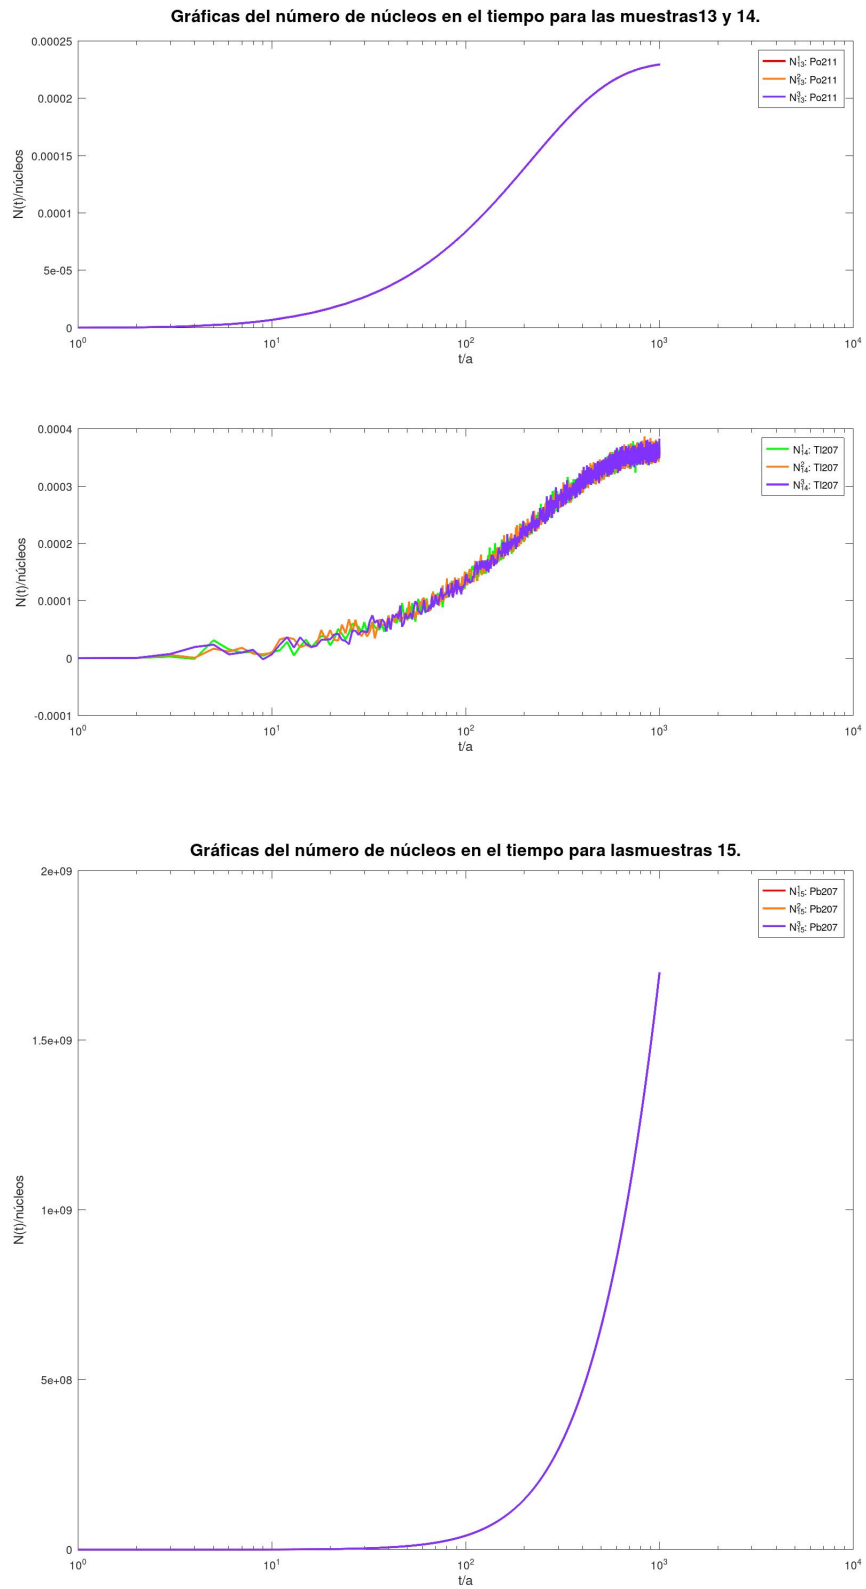 Gráficas del número de núcleos en el tiempo para las muestras13 y 14.
0.00025
0.0002
0.00015
0.0001
5e-05
0
N(t)/núcleos
N¹₁₃: Po211
N²₁₃: Po211
N³₁₃: Po211
10⁰ 10¹ 10² 10³ 10⁴
t/a
0.0004
0.0003
0.0002
0.0001
0
-0.0001
N(t)/núcleos
N¹₁₄: Tl207
N²₁₄: Tl207
N³₁₄: Tl207
10⁰ 10¹ 10² 10³ 10⁴
t/a
Gráficas del número de núcleos en el tiempo para lasmuestras 15.
2e+09
1.5e+09
1e+09
5e+08
0
N(t)/núcleos
N¹₁₅: Pb207
N²₁₅: Pb207
N³₁₅: Pb207
10⁰ 10¹ 10² 10³ 10⁴
t/a